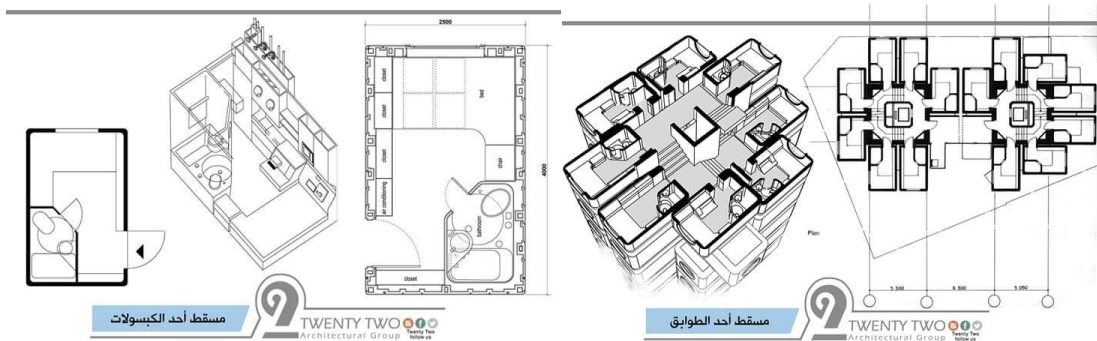 2500
closet
closet
closet
air conditioning
bed
chair
bathroom
closet
4000
مسقط أحد الكبسولات
22
TWENTY TWO
Architectural Group
Twenty Two
follow us
Plan
5 300
6 300
5 050
مسقط أحد الطوابق
22
TWENTY TWO
Architectural Group
Twenty Two
follow us